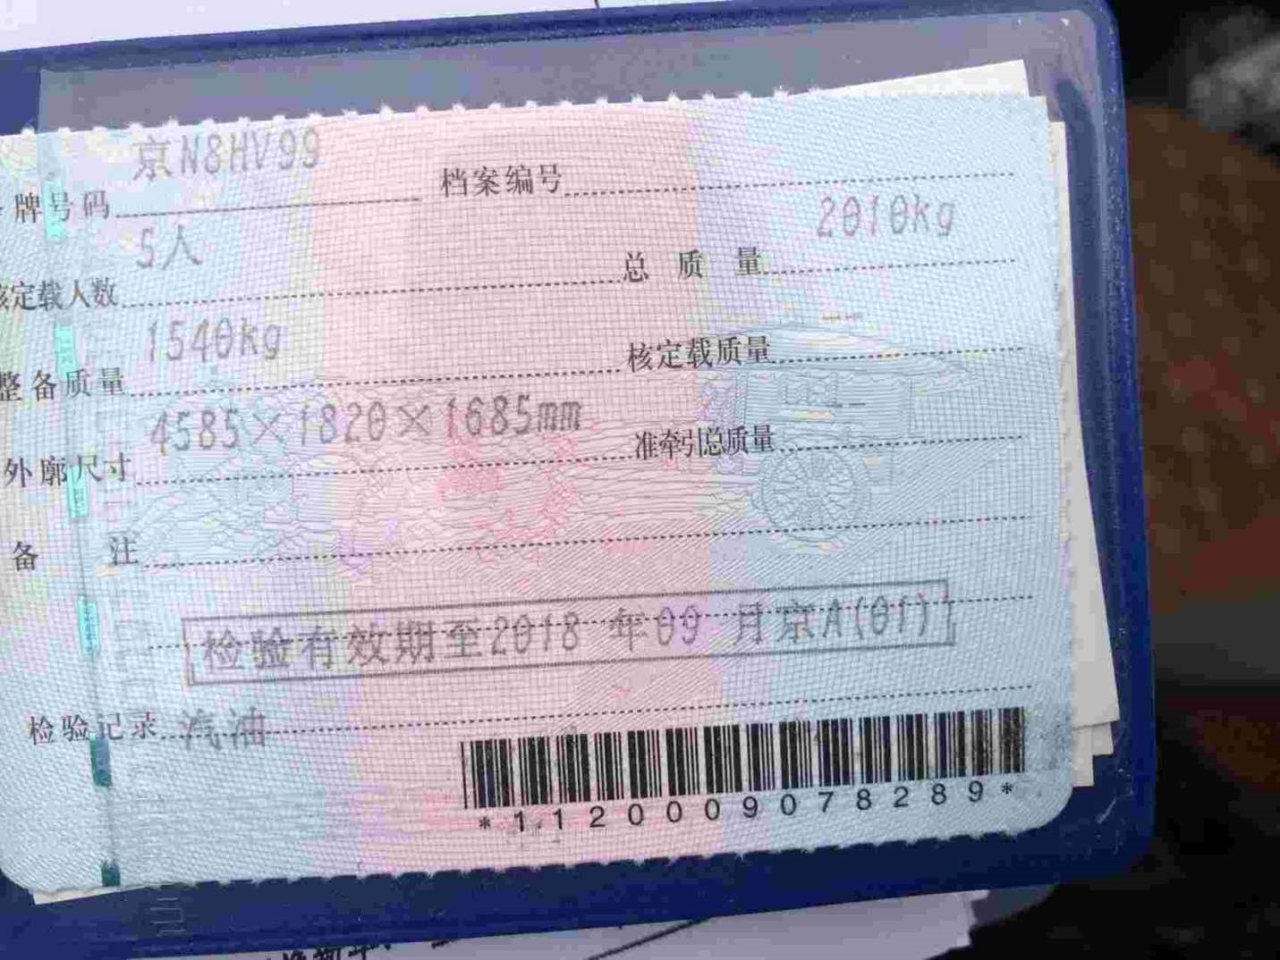 京N8HV99
号牌号码 档案编号
5人 2010kg
核定载人数 总质量
1540kg
整备质量 核定载质量
4585×1820×1685mm
外廓尺寸 准牵引总质量
备注
检验有效期至2018 年09 月京A(01)
检验记录 汽油
*1120009078289*